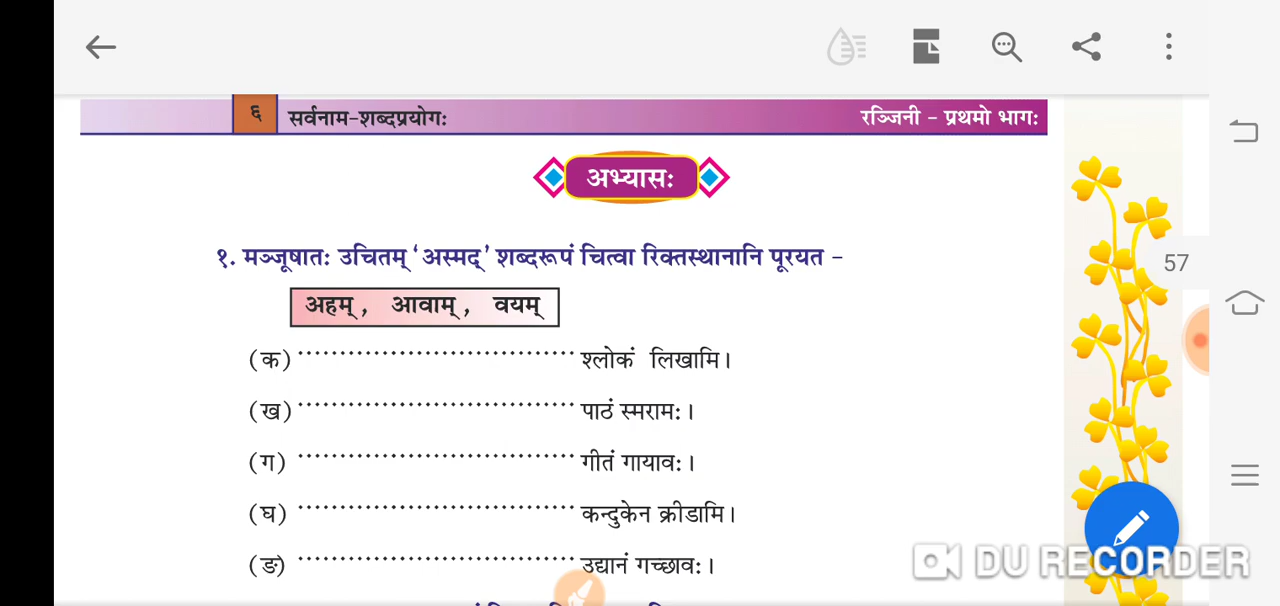 ६ सर्वनाम-शब्दप्रयोगः रञ्जिनी - प्रथमो भागः
अभ्यासः
१. मञ्जूषातः उचितम् ‘अस्मद्’ शब्दरूपं चित्वा रिक्तस्थानानि पूरयत -
अहम् , आवाम् , वयम्
57
(क) ................................ श्लोकं लिखामि।
(ख) ................................ पाठं स्मरामः।
(ग) ................................ गीतं गायावः।
(घ) ................................ कन्दुकेन क्रीडामि।
(ङ) ................................ उद्यानं गच्छावः।
DU RECORDER